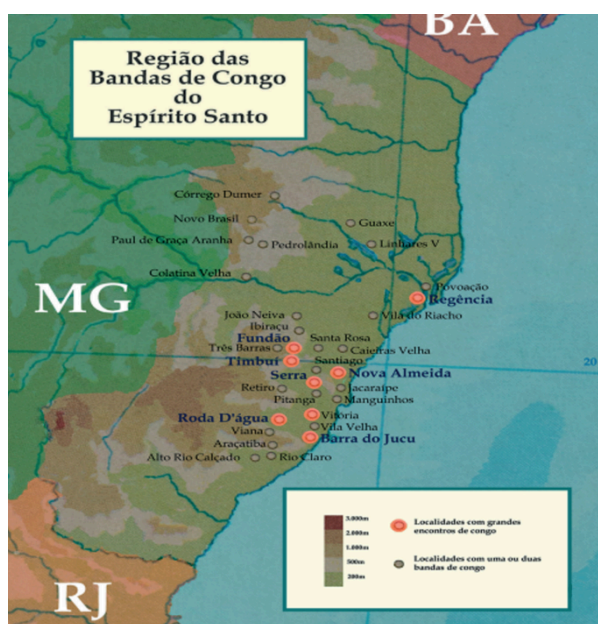 BA
Região das
Bandas de Congo
do
Espírito Santo
Córrego Dumer
Novo Brasil
Guaxe
Paul de Graça Aranha
Pedrolândia
Linhares V
Colatina Velha
Povoação
MG
Regência
João Neiva
Vila do Riacho
Ibiraçu
Fundão
Santa Rosa
Três Barras
Caieiras Velha
Timbuí
Santiago
20
Serra
Nova Almeida
Retiro
Jacaraípe
Pitanga
Manguinhos
Roda D'água
Vitória
Viana
Vila Velha
Araçatiba
Barra do Jucu
Alto Rio Calçado
Rio Claro
3.000m
2.000m
1.000m
500m
200m
Localidades com grandes
encontros de congo
Localidades com uma ou duas
bandas de congo
RJ